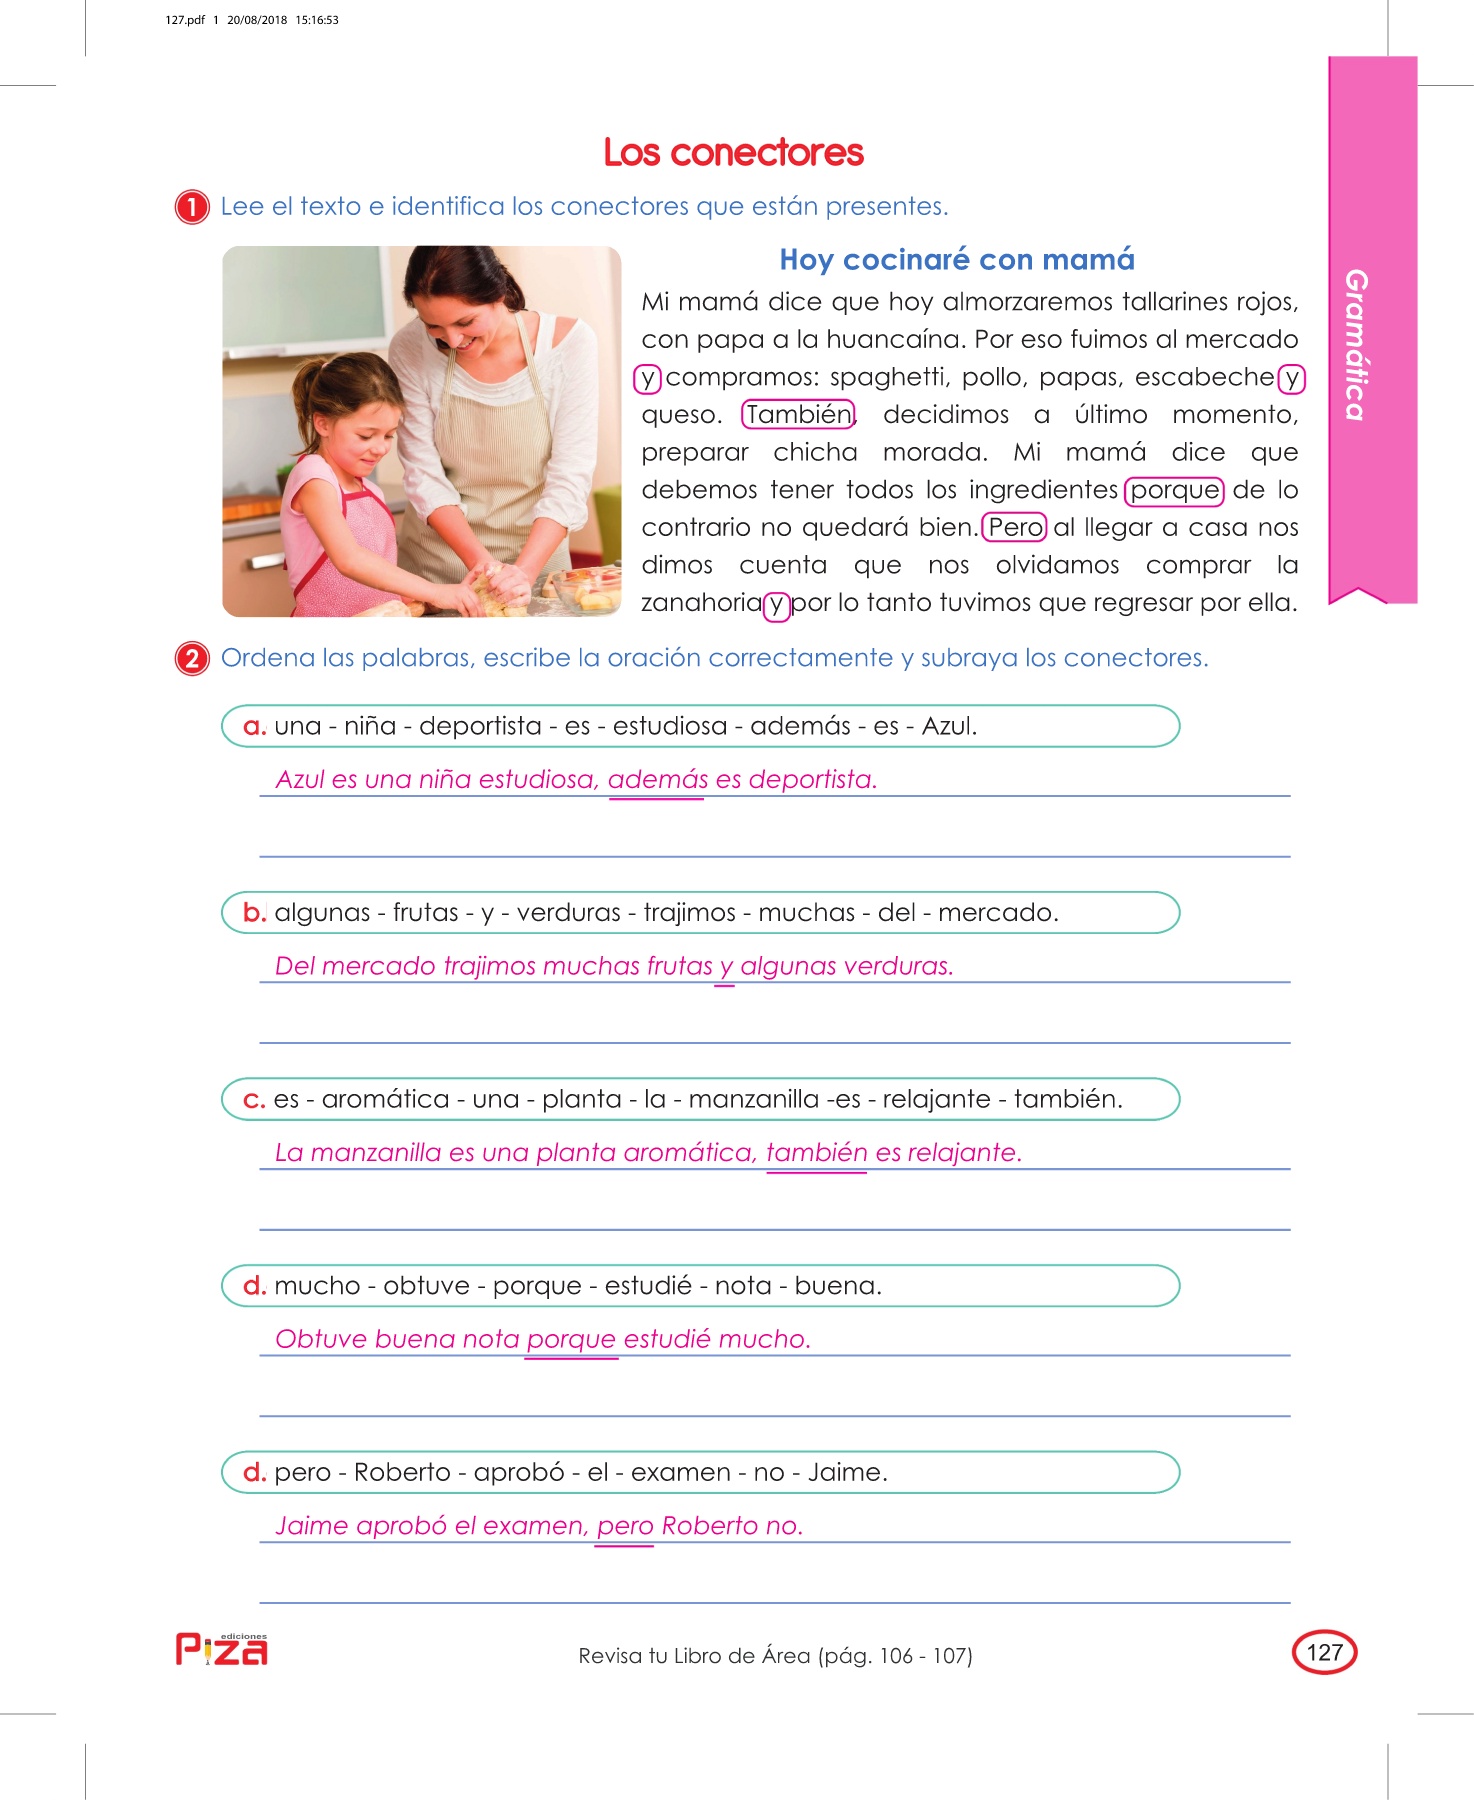 127.pdf 1 20/08/2018 15:16:53
Los conectores
1 Lee el texto e identifica los conectores que están presentes.
Hoy cocinaré con mamá
Mi mamá dice que hoy almorzaremos tallarines rojos,
con papa a la huancaína. Por eso fuimos al mercado
y compramos: spaghetti, pollo, papas, escabeche y
queso. También, decidimos a último momento,
preparar chicha morada. Mi mamá dice que
debemos tener todos los ingredientes porque de lo
contrario no quedará bien. Pero al llegar a casa nos
dimos cuenta que nos olvidamos comprar la
zanahoria y por lo tanto tuvimos que regresar por ella.
Gramática
2 Ordena las palabras, escribe la oración correctamente y subraya los conectores.
a. una - niña - deportista - es - estudiosa - además - es - Azul.
Azul es una niña estudiosa, además es deportista.
b. algunas - frutas - y - verduras - trajimos - muchas - del - mercado.
Del mercado trajimos muchas frutas y algunas verduras.
c. es - aromática - una - planta - la - manzanilla -es - relajante - también.
La manzanilla es una planta aromática, también es relajante.
d. mucho - obtuve - porque - estudié - nota - buena.
Obtuve buena nota porque estudié mucho.
d. pero - Roberto - aprobó - el - examen - no - Jaime.
Jaime aprobó el examen, pero Roberto no.
ediciones
Piza
Revisa tu Libro de Área (pág. 106 - 107)
127